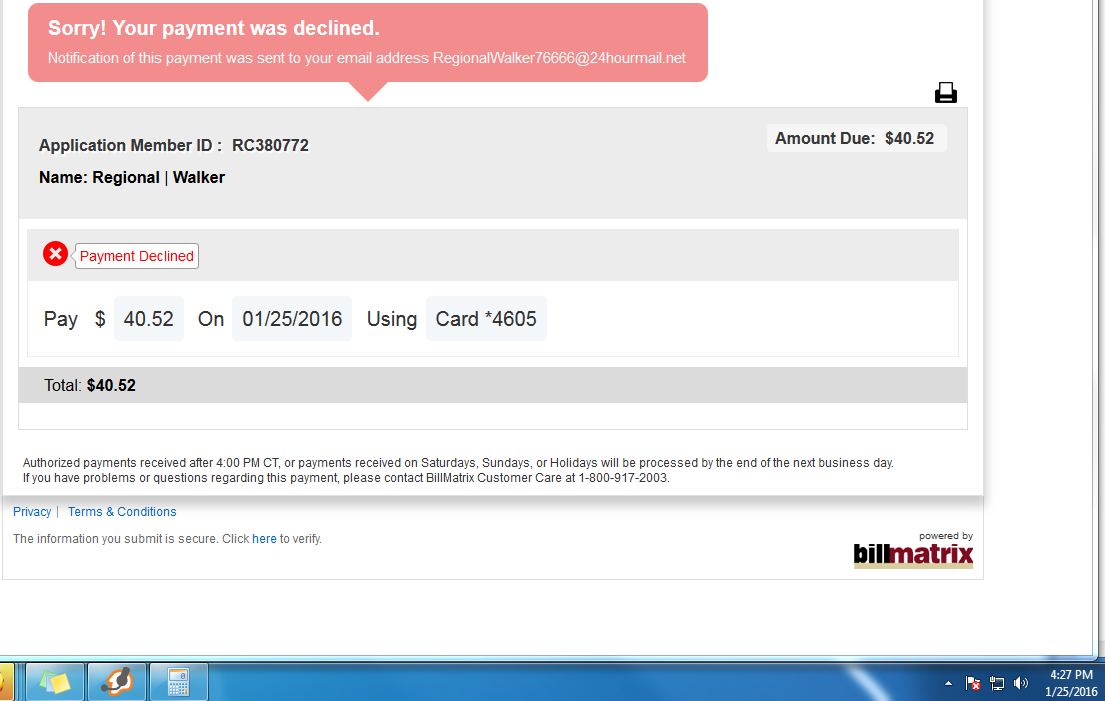 Sorry! Your payment was declined.
Notification of this payment was sent to your email address RegionalWalker76666@24hourmail.net
Application Member ID : RC380772
Amount Due: $40.52
Name: Regional | Walker
Payment Declined
Pay $ 40.52 On 01/25/2016 Using Card *4605
Total: $40.52
Authorized payments received after 4:00 PM CT, or payments received on Saturdays, Sundays, or Holidays will be processed by the end of the next business day.
If you have problems or questions regarding this payment, please contact BillMatrix Customer Care at 1-800-917-2003.
Privacy | Terms & Conditions
The information you submit is secure. Click here to verify.
powered by
billmatrix
4:27 PM
1/25/2016